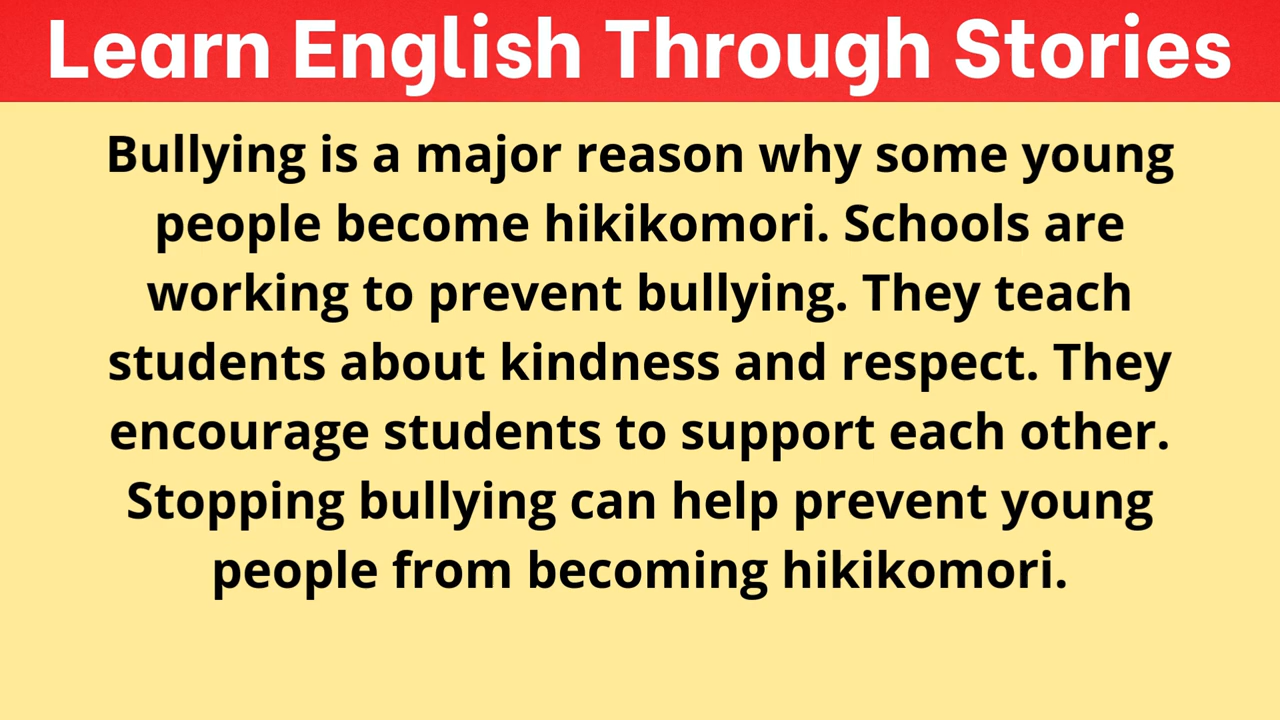 Learn English Through Stories
Bullying is a major reason why some young
people become hikikomori. Schools are
working to prevent bullying. They teach
students about kindness and respect. They
encourage students to support each other.
Stopping bullying can help prevent young
people from becoming hikikomori.